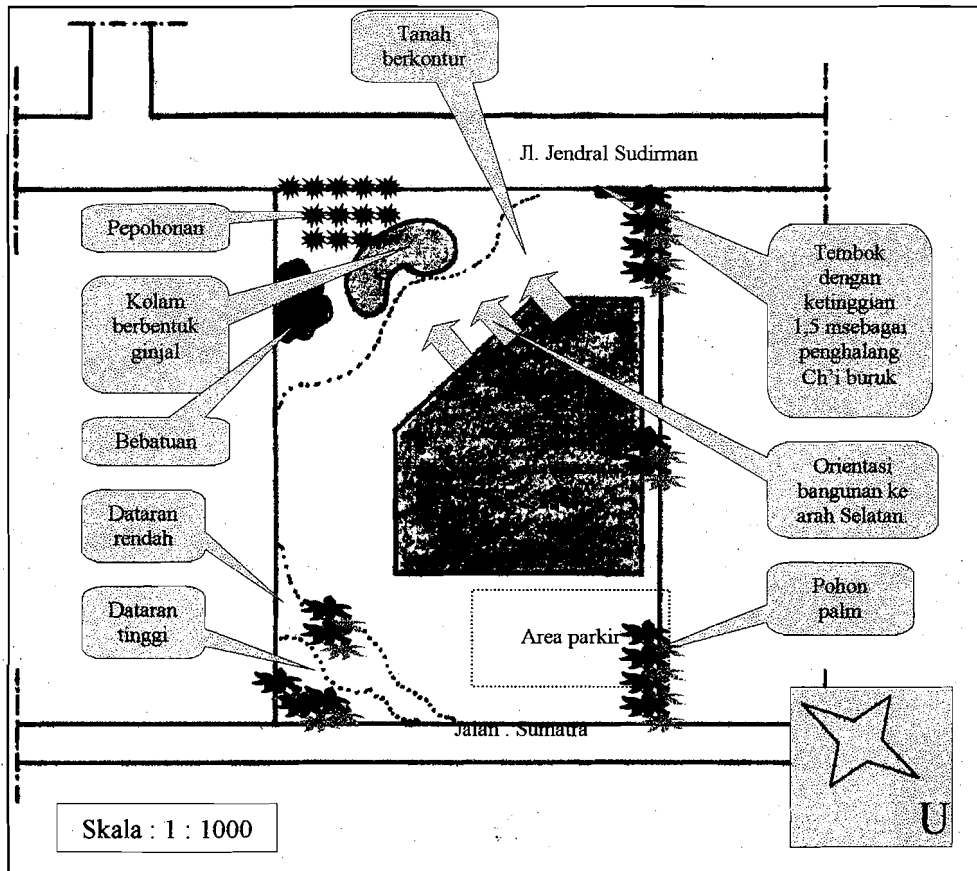 Tanah
berkontur
Jl. Jendral Sudirman
Pepohonan
Kolam
berbentuk
ginjal
Bebatuan
Dataran
rendah
Dataran
tinggi
Tembok
dengan
ketinggian
1,5 msebagai
penghalang
Ch'i buruk
Orientasi
bangunan ke
arah Selatan
Pohon
palm
Area parkir
Jalan . Sumatra
U
Skala : 1 : 1000